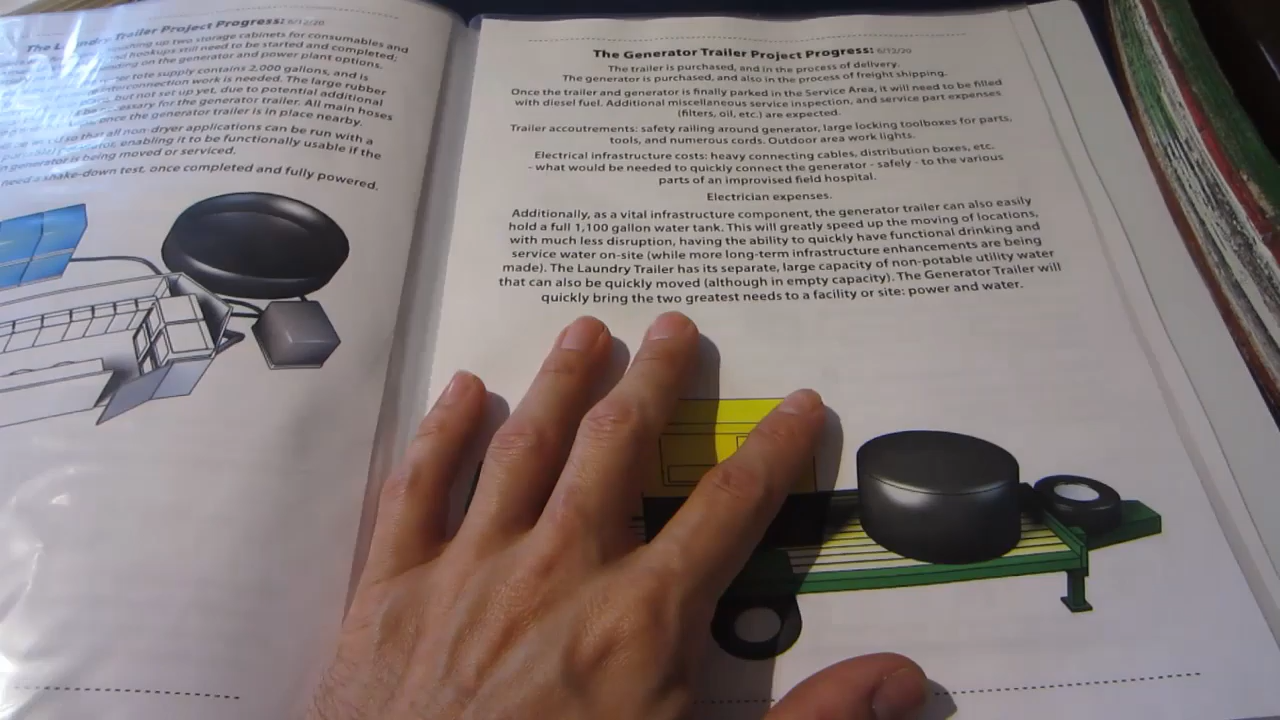 The Laundry Trailer Project Progress: 6/12/20
up two storage cabinets for consumables and
hookups still need to be started and completed;
on the generator and power plant options.
tote supply contains 2,000 gallons, and is
interconnection work is needed. The large rubber
but not set up yet, due to potential additional
necessary for the generator trailer. All main hoses
once the generator trailer is in place nearby.
so that all non-dryer applications can be run with a
enabling it to be functionally usable if the
generator is being moved or serviced.
need a shake-down test, once completed and fully powered.
The Generator Trailer Project Progress: 6/12/20
The trailer is purchased, and in the process of delivery.
The generator is purchased, and also in the process of freight shipping.
Once the trailer and generator is finally parked in the Service Area, it will need to be filled
with diesel fuel. Additional miscellaneous service inspection, and service part expenses
(filters, oil, etc.) are expected.
Trailer accoutrements: safety railing around generator, large locking toolboxes for parts,
tools, and numerous cords. Outdoor area work lights.
Electrical infrastructure costs: heavy connecting cables, distribution boxes, etc.
- what would be needed to quickly connect the generator - safely - to the various
parts of an improvised field hospital.
Electrician expenses.
Additionally, as a vital infrastructure component, the generator trailer can also easily
hold a full 1,100 gallon water tank. This will greatly speed up the moving of locations,
with much less disruption, having the ability to quickly have functional drinking and
service water on-site (while more long-term infrastructure enhancements are being
made). The Laundry Trailer has its separate, large capacity of non-potable utility water
that can also be quickly moved (although in empty capacity). The Generator Trailer will
quickly bring the two greatest needs to a facility or site: power and water.